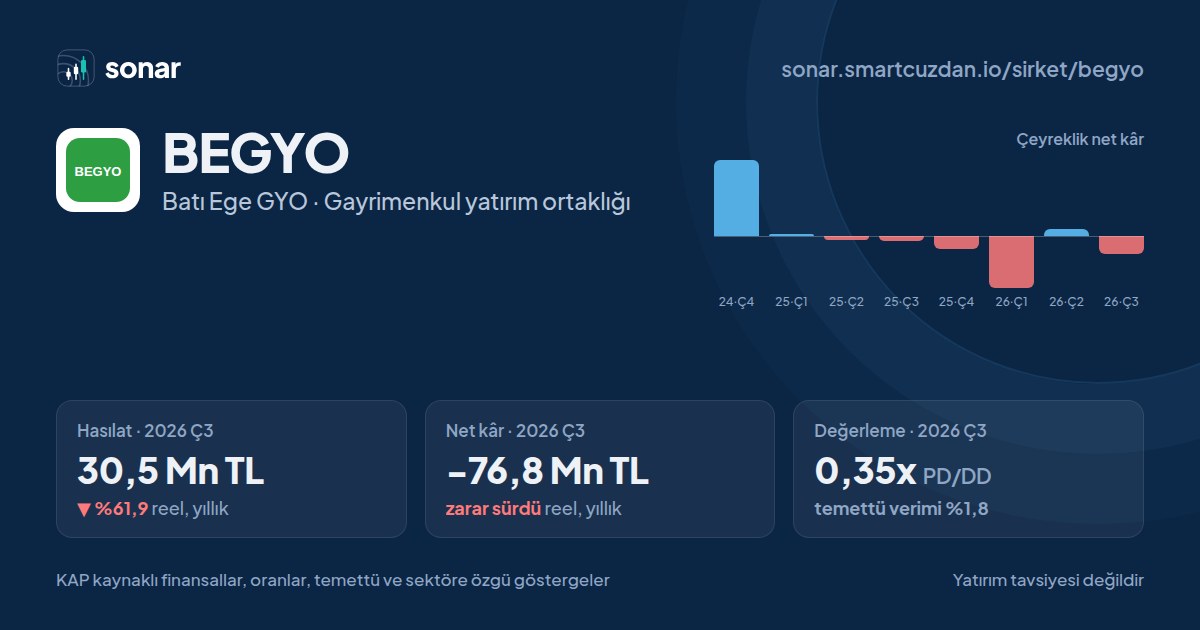 sonar
sonar.smartcuzdan.io/sirket/begyo
BEGYO
BEGYO
Batı Ege GYO · Gayrimenkul yatırım ortaklığı
Çeyreklik net kâr
24·Ç4 25·Ç1 25·Ç2 25·Ç3 25·Ç4 26·Ç1 26·Ç2 26·Ç3
Hasılat · 2026 Ç3
30,5 Mn TL
▼ %61,9 reel, yıllık
Net kâr · 2026 Ç3
−76,8 Mn TL
zarar sürdü reel, yıllık
Değerleme · 2026 Ç3
0,35x PD/DD
temettü verimi %1,8
KAP kaynaklı finansallar, oranlar, temettü ve sektöre özgü göstergeler
Yatırım tavsiyesi değildir